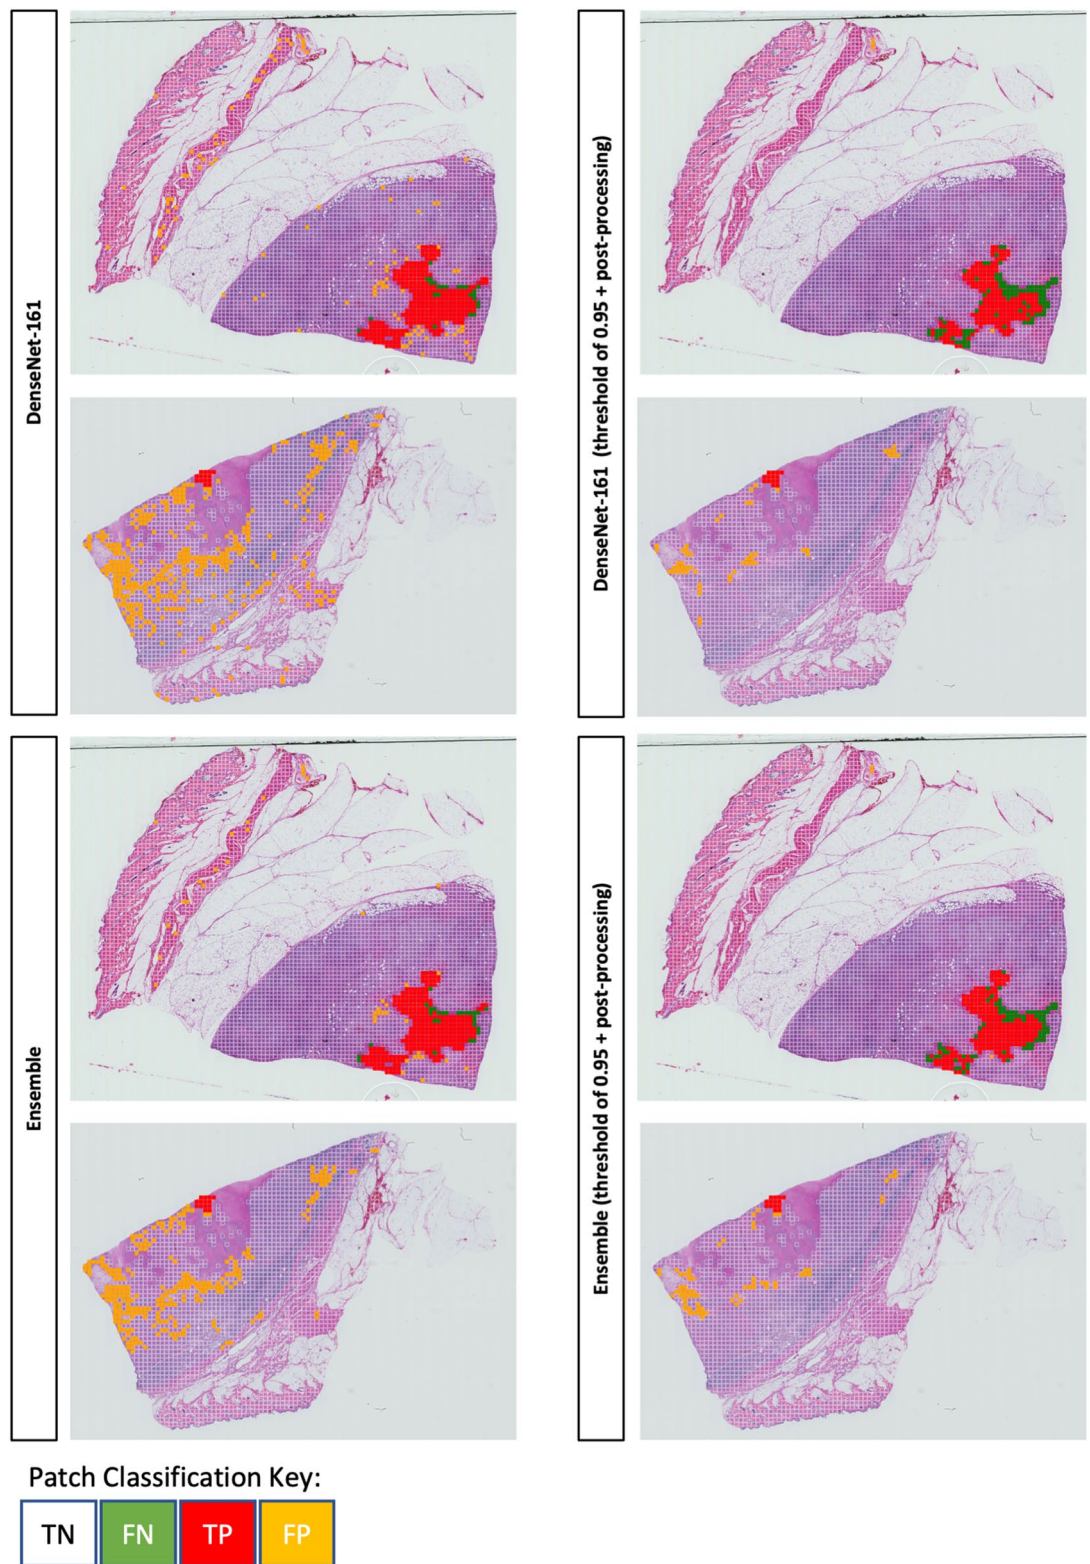 DenseNet-161
DenseNet-161 (threshold of 0.95 + post-processing)
Ensemble
Ensemble (threshold of 0.95 + post-processing)
Patch Classification Key:
TN FN TP FP